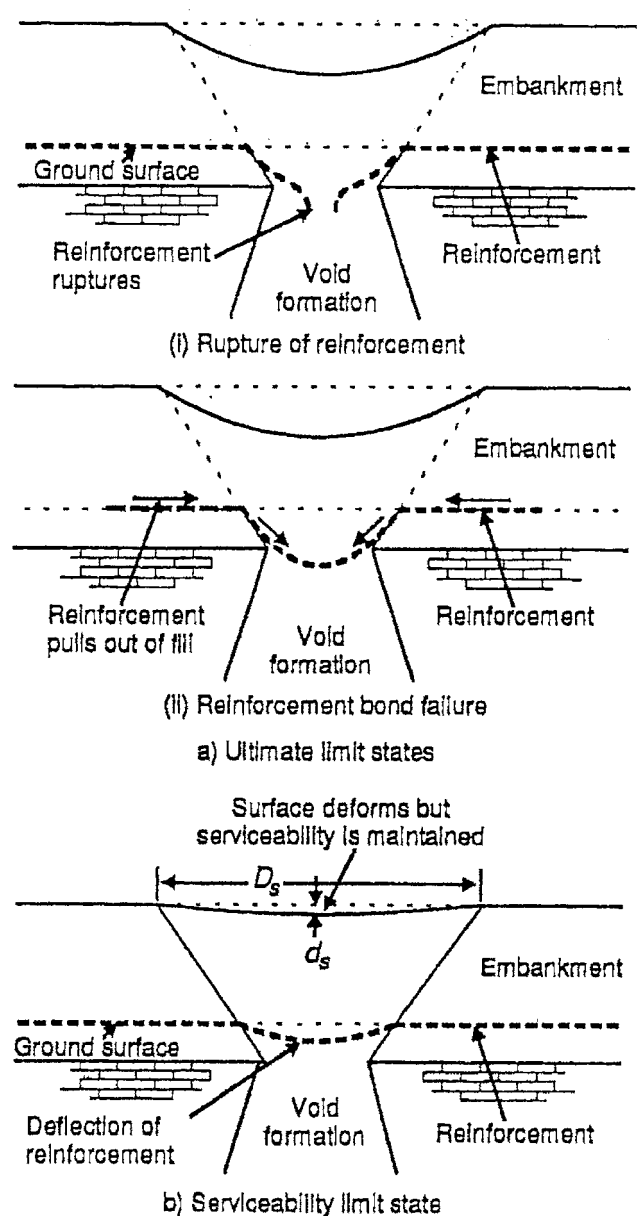 Embankment
Ground surface
Reinforcement
ruptures
Void
formation
Reinforcement
(i) Rupture of reinforcement
Embankment
Reinforcement
pulls out of fill
Void
formation
Reinforcement
(ii) Reinforcement bond failure
a) Ultimate limit states
Surface deforms but
serviceability is maintained
Ds
ds
Embankment
Ground surface
Deflection of
reinforcement
Void
formation
Reinforcement
b) Serviceability limit state